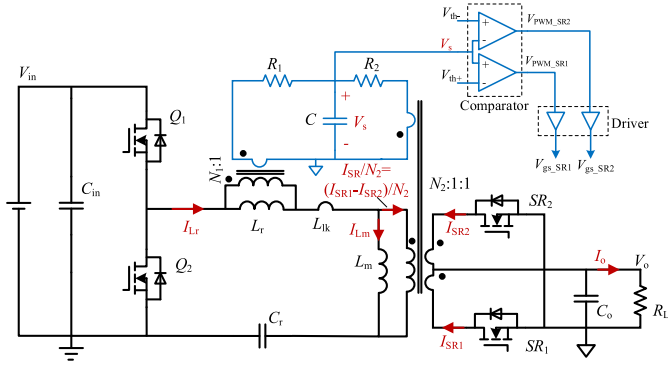 V_th-
V_PWM_SR2
V_s
V_th+
V_PWM_SR1
Comparator
Driver
V_gs_SR1
V_gs_SR2
V_in
R_1
R_2
C
+
V_s
-
Q_1
C_in
N_1:1
I_SR/N_2=
(I_SR1-I_SR2)/N_2
N_2:1:1
SR_2
I_Lr
L_r
L_lk
I_Lm
I_SR2
I_o
V_o
Q_2
L_m
C_o
R_L
C_r
I_SR1
SR_1